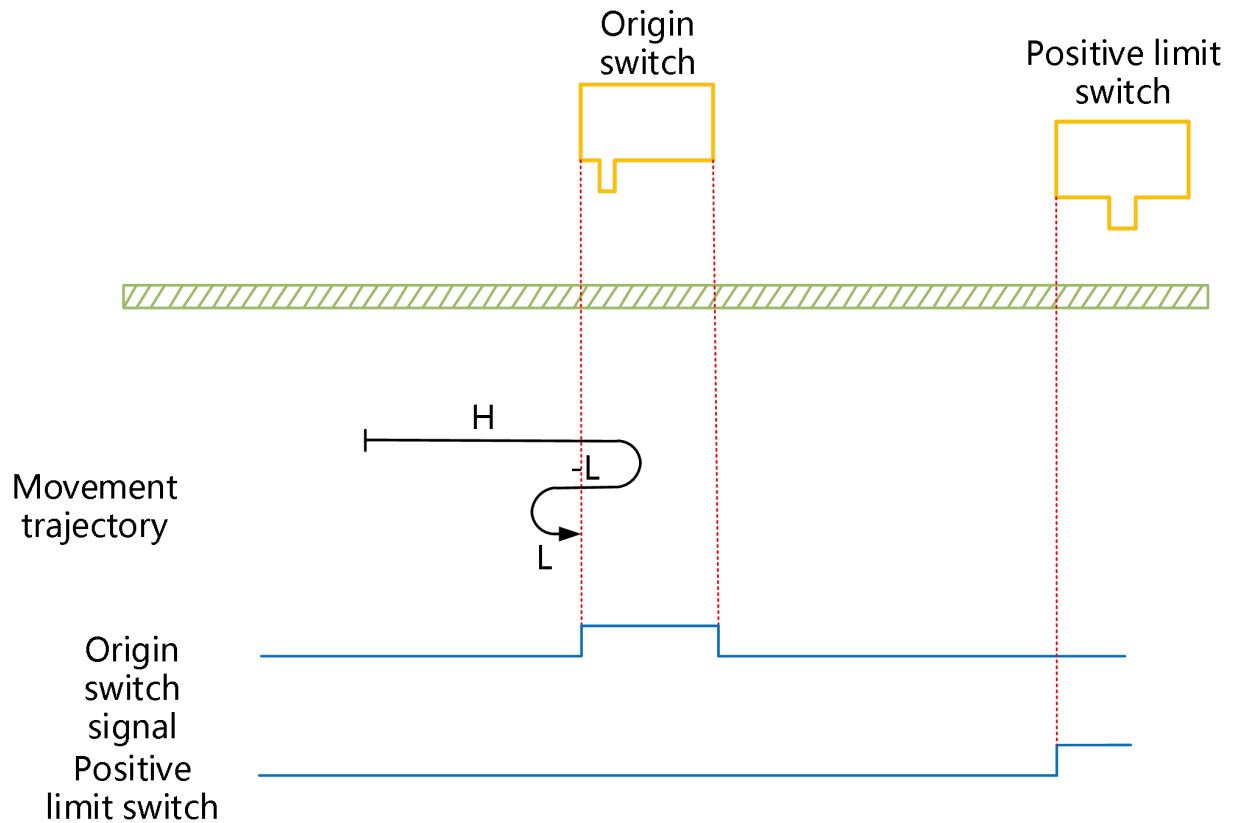 Origin
switch
Positive limit
switch
H
-L
Movement
trajectory
L
Origin
switch
signal
Positive
limit switch